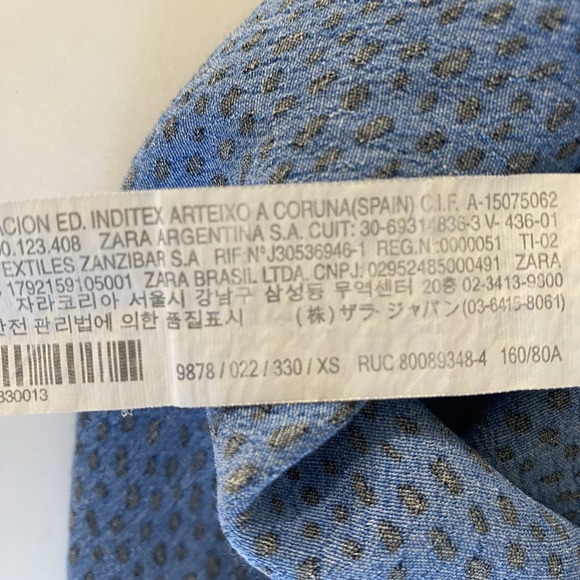 ACION ED. INDITEX ARTEIXO A CORUNA(SPAIN) C.I.F. A-15075062
0.123.408 ZARA ARGENTINA S.A. CUIT: 30-69314836-3 V- 436-01
EXTILES ZANZIBAR S.A RIF:N°J30536946-1 REG.N :0000051 TI-02
1792159105001 ZARA BRASIL LTDA. CNPJ: 02952485000491 ZARA
자라코리아 서울시 강남구 삼성동 무역센타 20층 02-3413-9800
안전 관리법에 의한 품질표시 (株)ザラ・ジャパン(03-6415-8061)
9878 / 022 / 330 / XS RUC 80089348-4 160/80A
830013